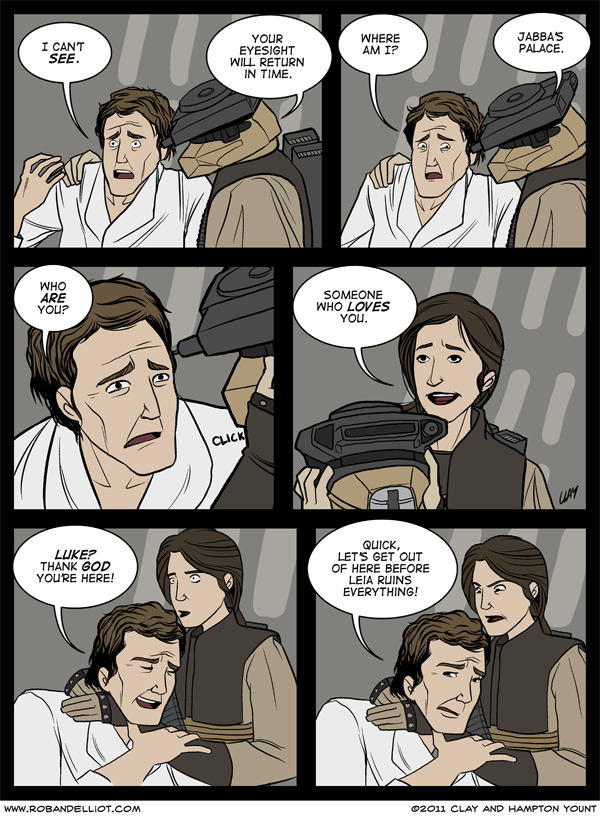 I CAN'T
SEE.
YOUR
EYESIGHT
WILL RETURN
IN TIME.
WHERE
AM I?
JABBA'S
PALACE.
WHO
ARE
YOU?
CLICK
SOMEONE
WHO LOVES
YOU.
CLAY
LUKE?
THANK GOD
YOU'RE HERE!
QUICK,
LET'S GET OUT
OF HERE BEFORE
LEIA RUINS
EVERYTHING!
WWW.ROBANDELLIOT.COM
©2011 CLAY AND HAMPTON YOUNT